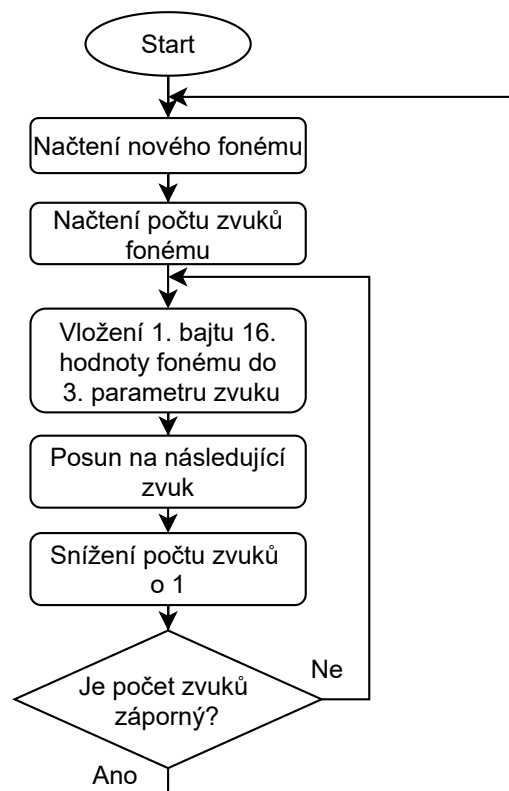 Start
Načtení nového fonému
Načtení počtu zvuků
fonému
Vložení 1. bajtu 16.
hodnoty fonému do
3. parametru zvuku
Posun na následující
zvuk
Snížení počtu zvuků
o 1
Je počet zvuků
záporný?
Ne
Ano